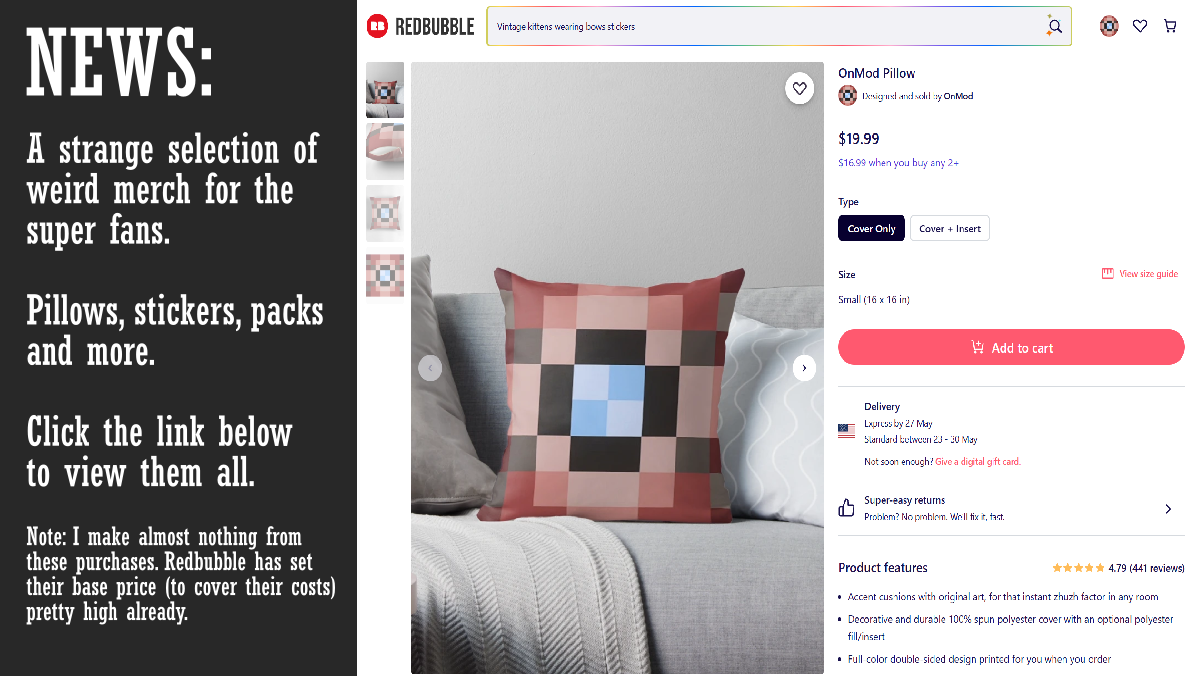 NEWS:
A strange selection of
weird merch for the
super fans.
Pillows, stickers, packs
and more.
Click the link below
to view them all.
Note: I make almost nothing from
these purchases. Redbubble has set
their base price (to cover their costs)
pretty high already.
RB REDBUBBLE
Vintage kittens wearing bows stickers
OnMod Pillow
Designed and sold by OnMod
$19.99
$16.99 when you buy any 2+
Type
Cover Only
Cover + Insert
Size
View size guide
Small (16 x 16 in)
Add to cart
Delivery
Express by 27 May
Standard between 23 - 30 May
Not soon enough? Give a digital gift card.
Super-easy returns
Problem? No problem. We'll fix it, fast.
Product features
4.79 (441 reviews)
Accent cushions with original art, for that instant zhuzh factor in any room
Decorative and durable 100% spun polyester cover with an optional polyester
fill/insert
Full-color double-sided design printed for you when you order